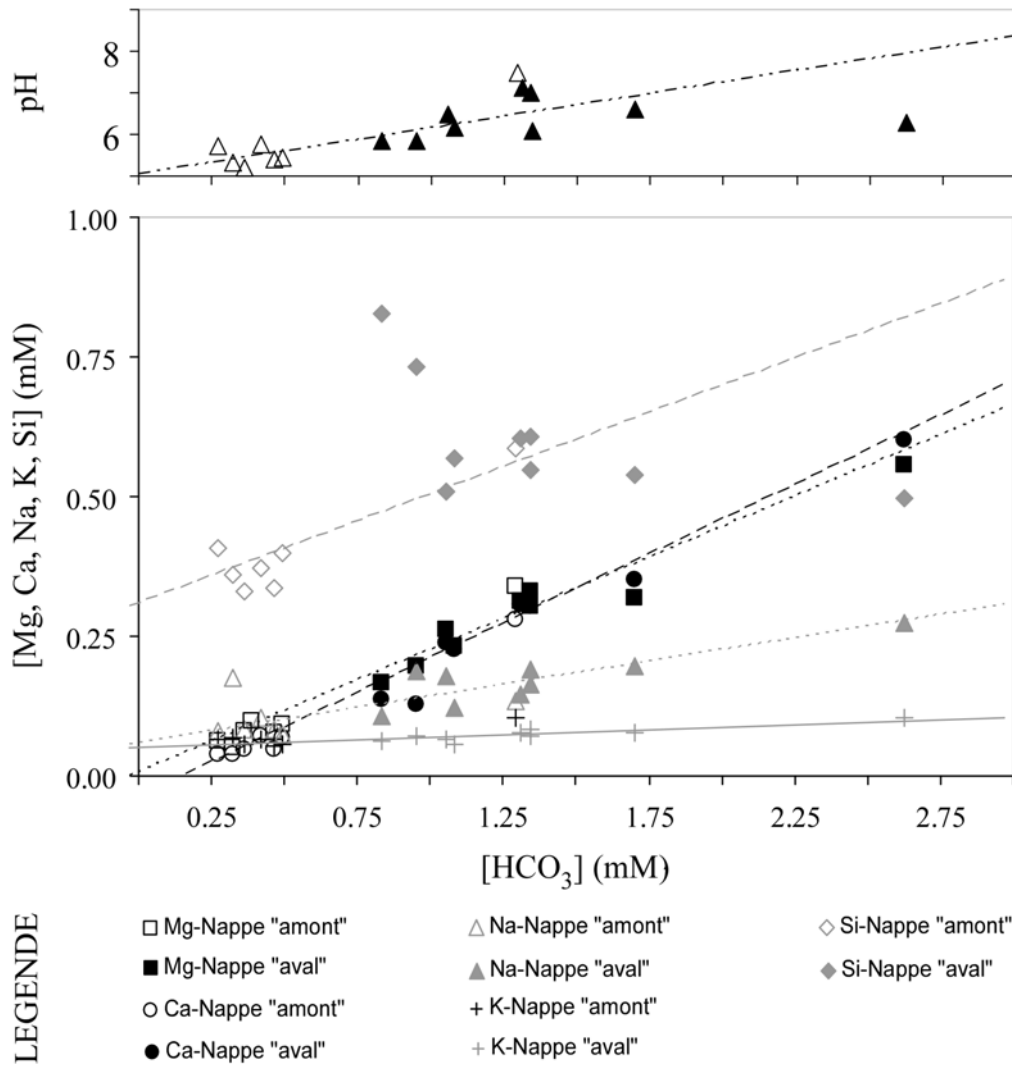 pH
8
6
[Mg, Ca, Na, K, Si] (mM)
1.00
0.75
0.50
0.25
0.00
0.25 0.75 1.25 1.75 2.25 2.75
[HCO₃] (mM)
LEGENDE
Mg-Nappe "amont" Na-Nappe "amont" Si-Nappe "amont"
Mg-Nappe "aval" Na-Nappe "aval" Si-Nappe "aval"
Ca-Nappe "amont" K-Nappe "amont"
Ca-Nappe "aval" K-Nappe "aval"